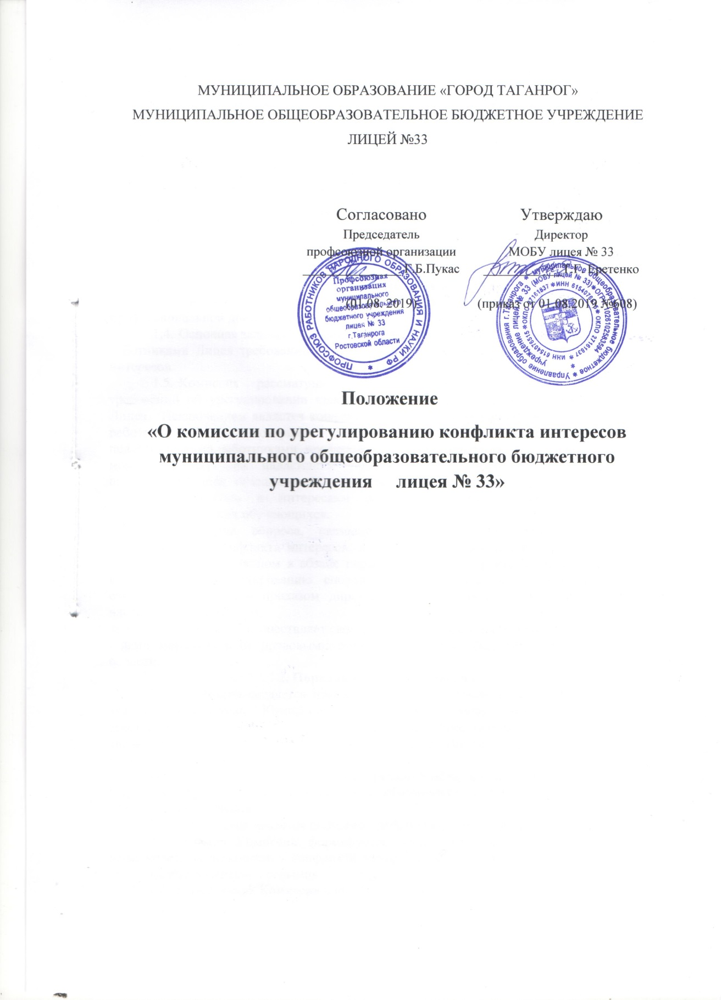 МУНИЦИПАЛЬНОЕ ОБРАЗОВАНИЕ «ГОРОД ТАГАНРОГ»
МУНИЦИПАЛЬНОЕ ОБЩЕОБРАЗОВАТЕЛЬНОЕ БЮДЖЕТНОЕ УЧРЕЖДЕНИЕ
ЛИЦЕЙ №33
Согласовано
Председатель
профсоюзной организации
Г.Б.Пукас
(01.08. 2019)
Утверждаю
Директор
МОБУ лицея № 33
Т.Г. Еретенко
(приказ от 01.08.2019 №608)
ПРОФСОЮЗ РАБОТНИКОВ НАРОДНОГО ОБРАЗОВАНИЯ И НАУКИ РФ *
Профсоюзная
организация
муниципального
общеобразовательного
бюджетного учреждения
лицея № 33
г.Таганрога
Ростовской области
муниципальное общеобразовательное бюджетное * Управление образования г.Таганрога *
учреждение лицей № 33 (МОБУ лицей № 33)*ОГРН 1026102583594 *
ИНН 6154076515 * ОКПО 27161837 *
Положение
«О комиссии по урегулированию конфликта интересов
муниципального общеобразовательного бюджетного
учреждения лицея № 33»